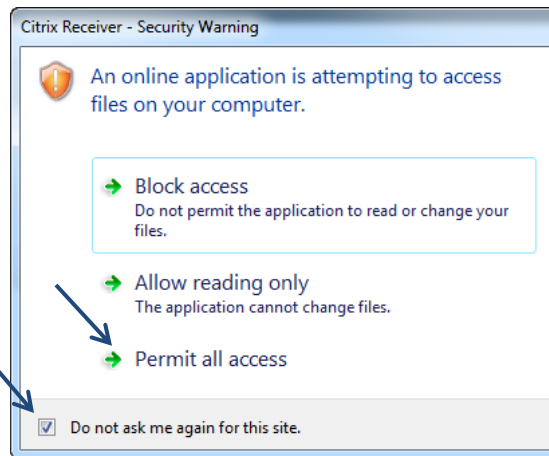 Citrix Receiver - Security Warning
An online application is attempting to access
files on your computer.
Block access
Do not permit the application to read or change your
files.
Allow reading only
The application cannot change files.
Permit all access
Do not ask me again for this site.